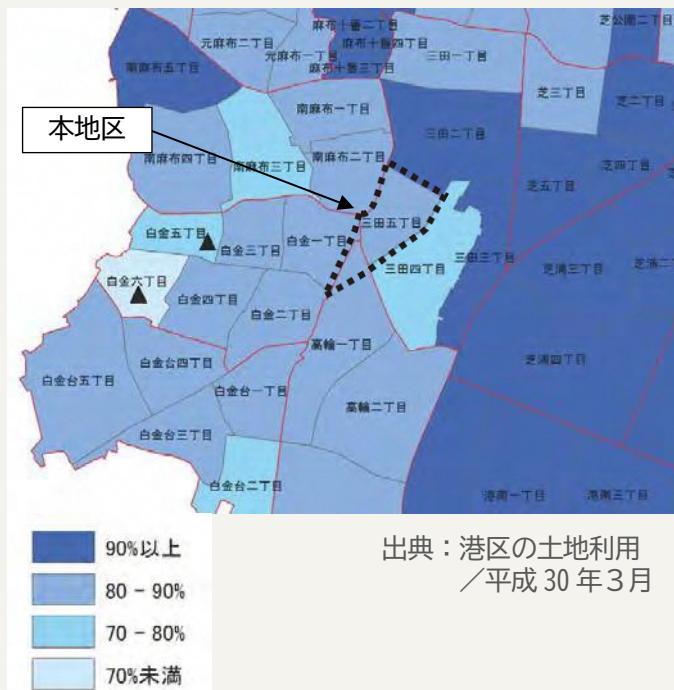 麻布十番二丁目
芝公園二丁目
元麻布二丁目
元麻布一丁目
麻布十番四丁目
麻布十番三丁目
三田一丁目
南麻布五丁目
芝三丁目
芝二丁目
南麻布一丁目
本地区
三田二丁目
南麻布四丁目
南麻布三丁目
南麻布二丁目
芝四丁目
芝五丁目
三田五丁目
白金五丁目
白金三丁目
白金一丁目
三田四丁目
三田三丁目
芝浦三丁目
芝浦二
白金六丁目
白金四丁目
白金二丁目
高輪一丁目
白金台四丁目
芝浦四丁目
白金台五丁目
白金台一丁目
高輪二丁目
白金台三丁目
白金台二丁目
港南一丁目
港南三丁目
90%以上
80 - 90%
70 - 80%
70%未満
出典：港区の土地利用
／平成 30 年３月